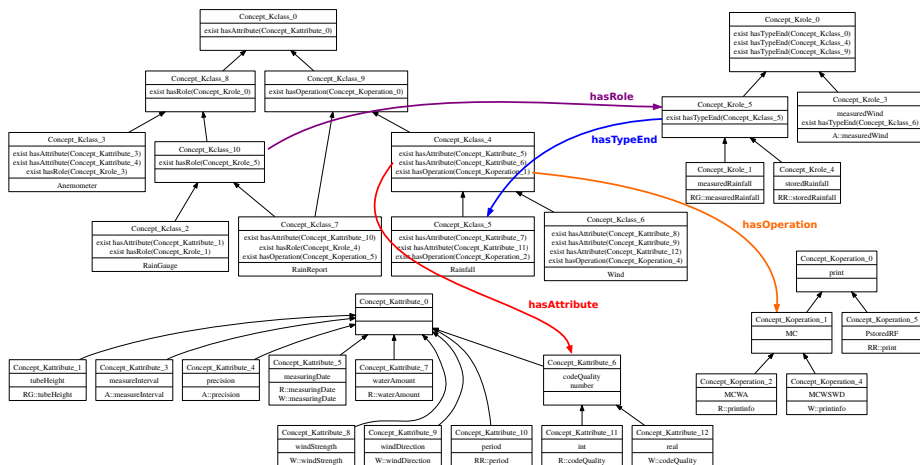 Concept_Kclass_0
exist hasAttribute(Concept_Kattribute_0)
Concept_Kclass_8
exist hasRole(Concept_Krole_0)
Concept_Kclass_9
exist hasOperation(Concept_Koperation_0)
Concept_Kclass_3
exist hasAttribute(Concept_Kattribute_3)
exist hasAttribute(Concept_Kattribute_4)
exist hasRole(Concept_Krole_3)
Anemometer
Concept_Kclass_10
exist hasRole(Concept_Krole_5)
Concept_Kclass_4
exist hasAttribute(Concept_Kattribute_5)
exist hasAttribute(Concept_Kattribute_6)
exist hasOperation(Concept_Koperation_1)
Concept_Kclass_2
exist hasAttribute(Concept_Kattribute_1)
exist hasRole(Concept_Krole_1)
RainGauge
Concept_Kclass_7
exist hasAttribute(Concept_Kattribute_10)
exist hasRole(Concept_Krole_4)
exist hasOperation(Concept_Koperation_5)
RainReport
Concept_Kclass_5
exist hasAttribute(Concept_Kattribute_7)
exist hasAttribute(Concept_Kattribute_11)
exist hasOperation(Concept_Koperation_2)
Rainfall
Concept_Kclass_6
exist hasAttribute(Concept_Kattribute_8)
exist hasAttribute(Concept_Kattribute_9)
exist hasAttribute(Concept_Kattribute_12)
exist hasOperation(Concept_Koperation_4)
Wind
hasRole
hasTypeEnd
hasOperation
hasAttribute
Concept_Krole_0
exist hasTypeEnd(Concept_Kclass_0)
exist hasTypeEnd(Concept_Kclass_4)
exist hasTypeEnd(Concept_Kclass_9)
Concept_Krole_5
exist hasTypeEnd(Concept_Kclass_5)
Concept_Krole_3
measuredWind
exist hasTypeEnd(Concept_Kclass_6)
A::measuredWind
Concept_Krole_1
measuredRainfall
RG::measuredRainfall
Concept_Krole_4
storedRainfall
RR::storedRainfall
Concept_Koperation_0
print
Concept_Koperation_1
MC
Concept_Koperation_5
PstoredRF
RR::print
Concept_Koperation_2
MCWA
R::printinfo
Concept_Koperation_4
MCWSWD
W::printinfo
Concept_Kattribute_0
Concept_Kattribute_1
tubeHeight
RG::tubeHeight
Concept_Kattribute_3
measureInterval
A::measureInterval
Concept_Kattribute_4
precision
A::precision
Concept_Kattribute_5
measuringDate
R::measuringDate
W::measuringDate
Concept_Kattribute_7
waterAmount
R::waterAmount
Concept_Kattribute_6
codeQuality
number
Concept_Kattribute_8
windStrength
W::windStrength
Concept_Kattribute_9
windDirection
W::windDirection
Concept_Kattribute_10
period
RR::period
Concept_Kattribute_11
int
R::codeQuality
Concept_Kattribute_12
real
W::codeQuality